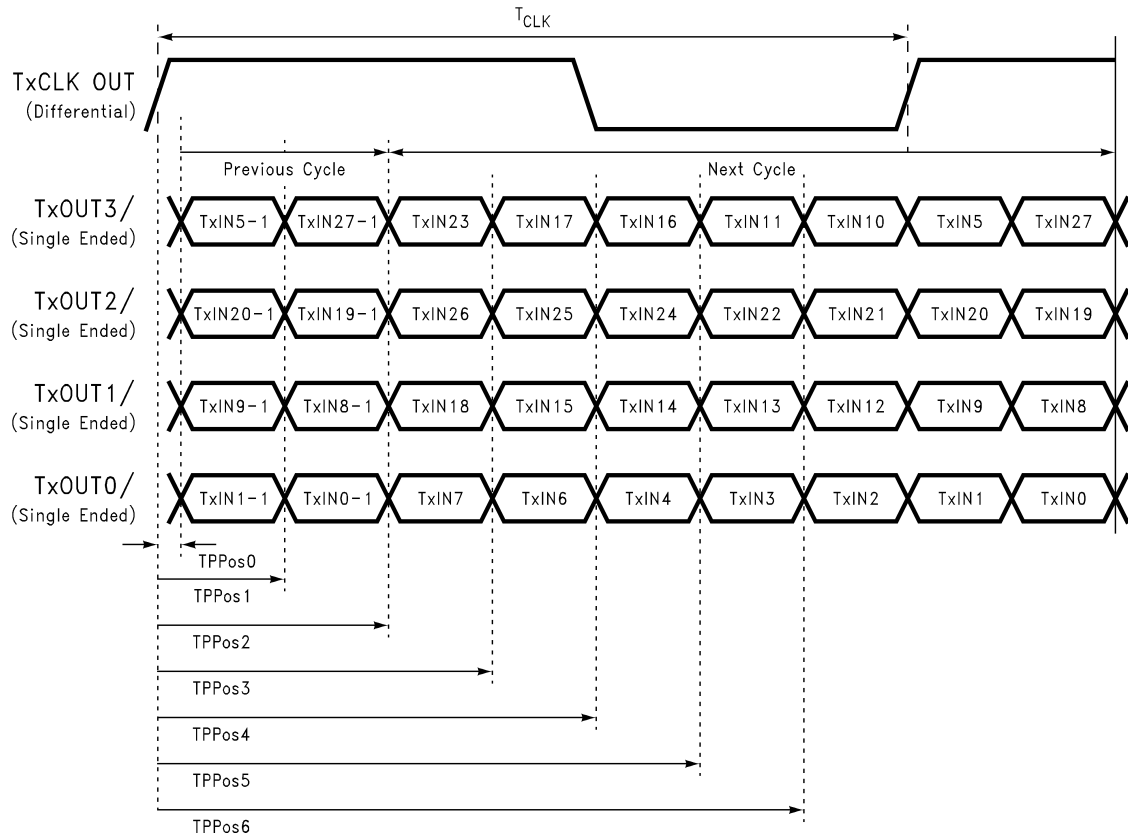 TCLK
TxCLK OUT
(Differential)
Previous Cycle
Next Cycle
TxOUT3/
(Single Ended)
TxIN5-1 TxIN27-1 TxIN23 TxIN17 TxIN16 TxIN11 TxIN10 TxIN5 TxIN27
TxOUT2/
(Single Ended)
TxIN20-1 TxIN19-1 TxIN26 TxIN25 TxIN24 TxIN22 TxIN21 TxIN20 TxIN19
TxOUT1/
(Single Ended)
TxIN9-1 TxIN8-1 TxIN18 TxIN15 TxIN14 TxIN13 TxIN12 TxIN9 TxIN8
TxOUT0/
(Single Ended)
TxIN1-1 TxIN0-1 TxIN7 TxIN6 TxIN4 TxIN3 TxIN2 TxIN1 TxIN0
TPPos0
TPPos1
TPPos2
TPPos3
TPPos4
TPPos5
TPPos6